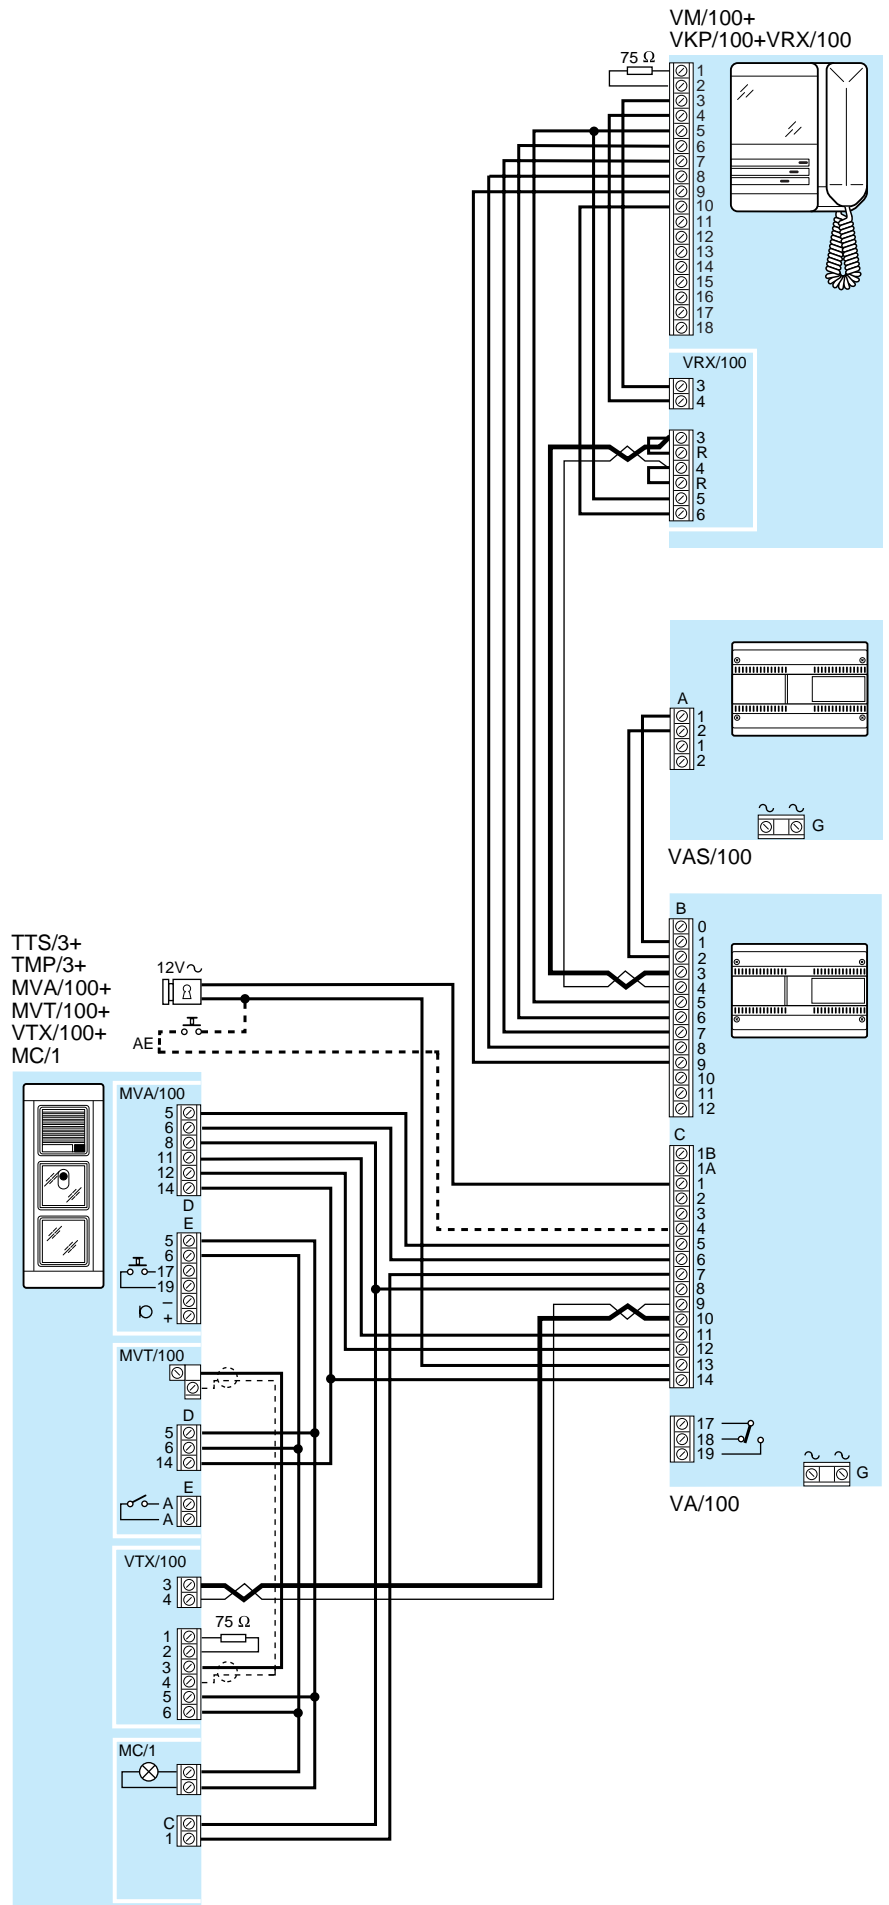 VM/100+
VKP/100+VRX/100
75 Ω
1
2
3
4
5
6
7
8
9
10
11
12
13
14
15
16
17
18
VRX/100
3
4
3
R
4
R
5
6
A
1
2
1
2
G
VAS/100
B
0
1
2
3
4
5
6
7
8
9
10
11
12
C
1B
1A
1
2
3
4
5
6
7
8
9
10
11
12
13
14
17
18
19
G
VA/100
TTS/3+
TMP/3+
MVA/100+
MVT/100+
VTX/100+
MC/1
12V~
AE
MVA/100
5
6
8
11
12
14
D
E
5
6
17
19
–
+
MVT/100
D
5
6
14
E
A
A
VTX/100
3
4
75 Ω
1
2
3
4
5
6
MC/1
C
1